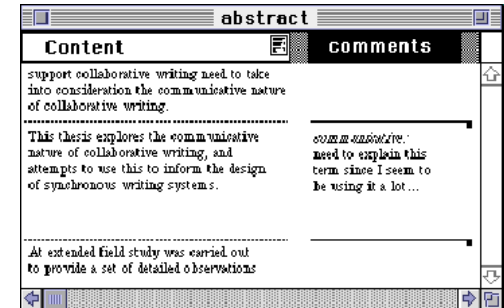 abstract
Content
comments
support collaborative writing need to take
into consideration the communicative nature
of collaborative writing.
This thesis explores the communicative
nature of collaborative writing, and
attempts to use this to inform the design
of synchronous writing systems.
communicative:
need to explain this
term since I seem to
be using it a lot...
At extended field study was carried out
to provide a set of detailed observations